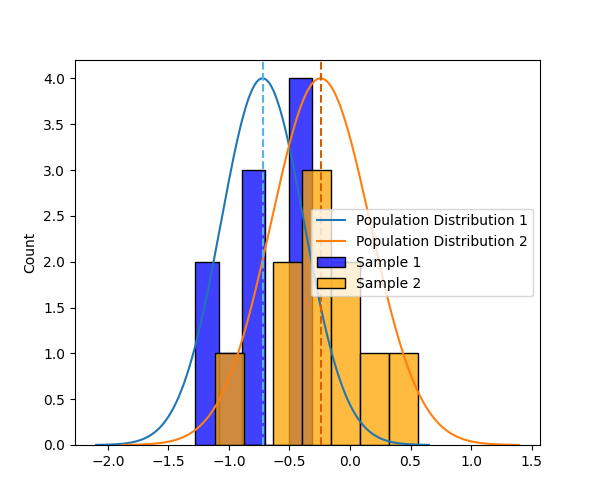 4.0
3.5
3.0
2.5
2.0
1.5
1.0
0.5
0.0
Count
Population Distribution 1
Population Distribution 2
Sample 1
Sample 2
−2.0 −1.5 −1.0 −0.5 0.0 0.5 1.0 1.5